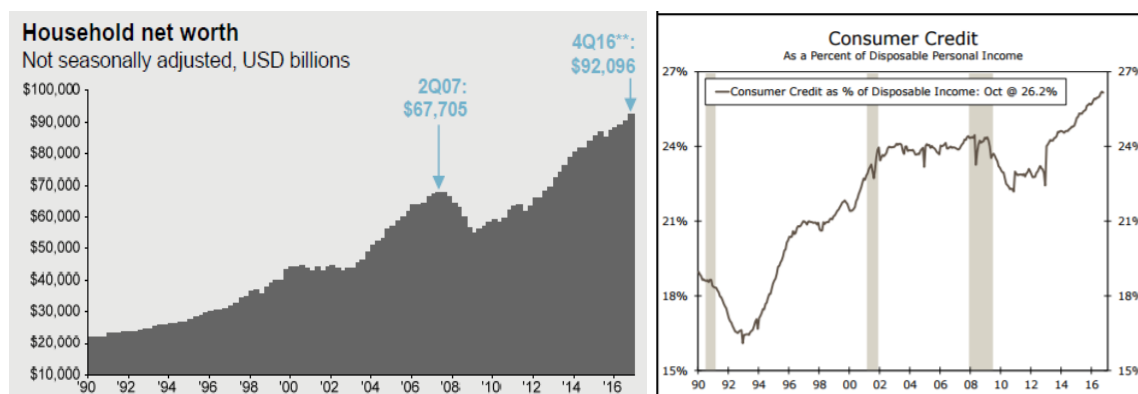 Household net worth
Not seasonally adjusted, USD billions
4Q16**:
$92,096
2Q07:
$67,705
$100,000
$90,000
$80,000
$70,000
$60,000
$50,000
$40,000
$30,000
$20,000
$10,000
'90 '92 '94 '96 '98 '00 '02 '04 '06 '08 '10 '12 '14 '16
Consumer Credit
As a Percent of Disposable Personal Income
27% 27%
Consumer Credit as % of Disposable Income: Oct @ 26.2%
24% 24%
21% 21%
18% 18%
15% 15%
90 92 94 96 98 00 02 04 06 08 10 12 14 16